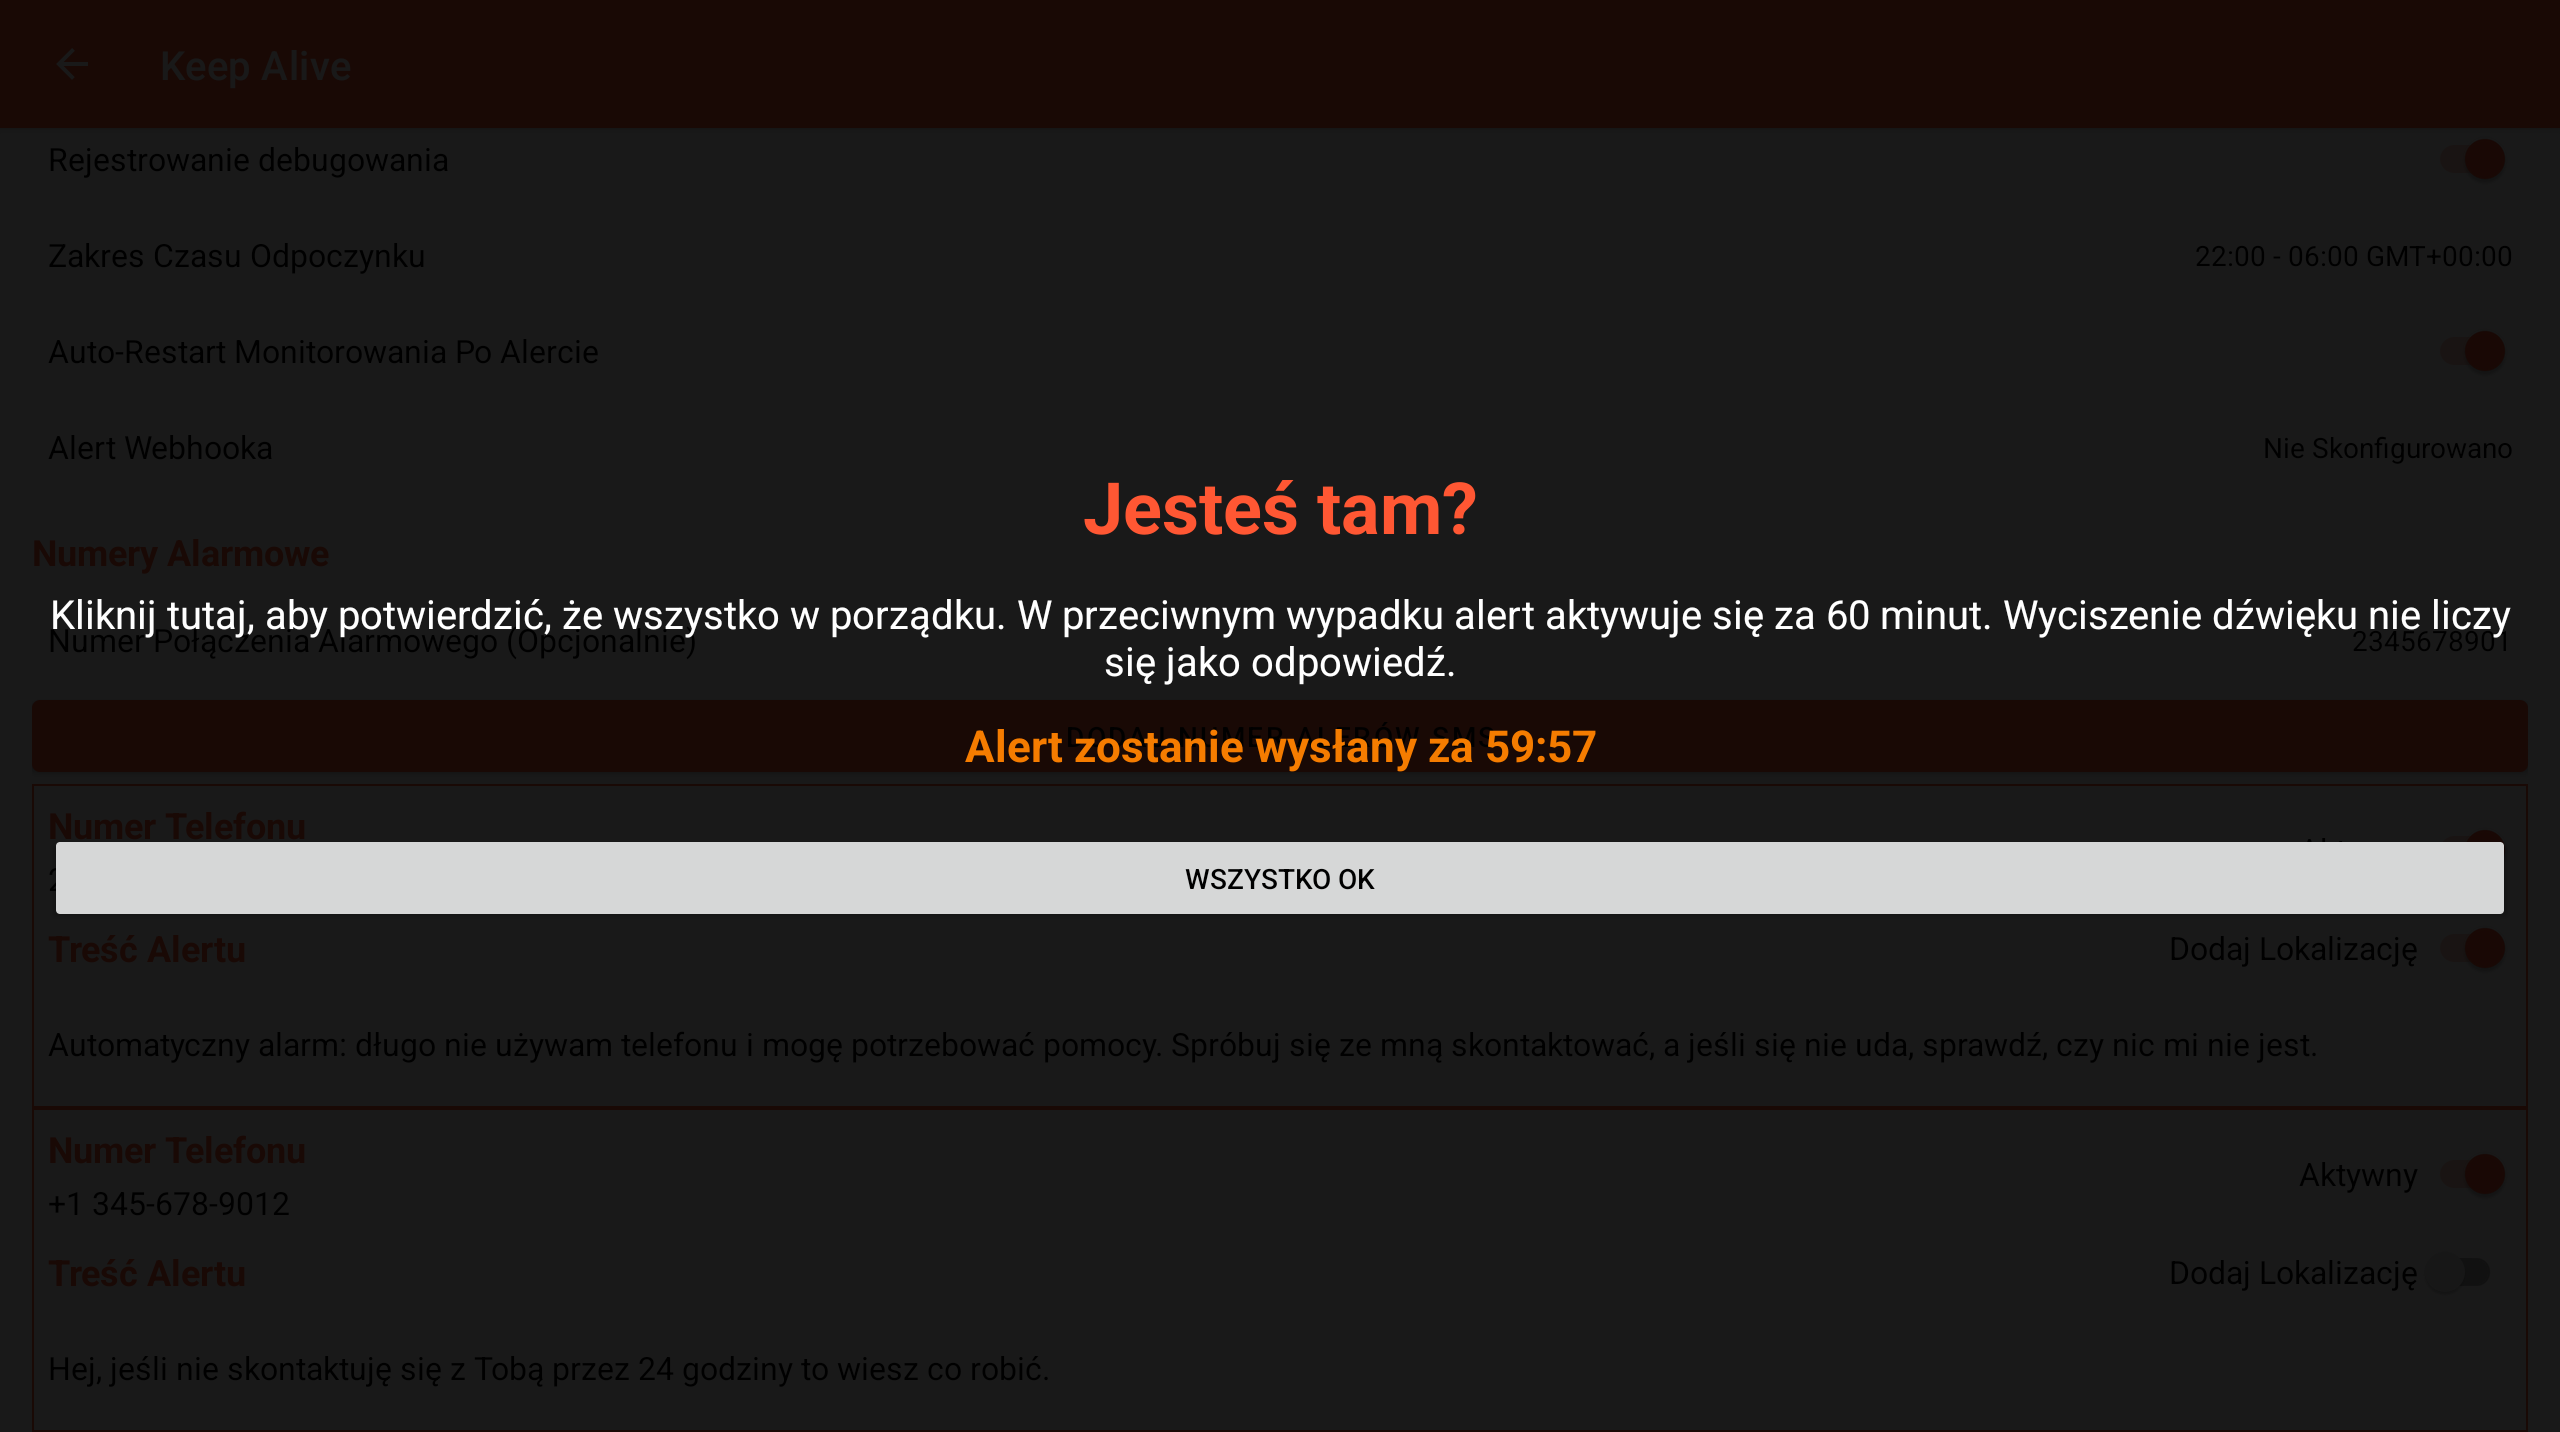 Keep Alive
Rejestrowanie debugowania
Zakres Czasu Odpoczynku
22:00 - 06:00 GMT+00:00
Auto-Restart Monitorowania Po Alercie
Alert Webhooka
Nie Skonfigurowano
Jesteś tam?
Numery Alarmowe
Kliknij tutaj, aby potwierdzić, że wszystko w porządku. W przeciwnym wypadku alert aktywuje się za 60 minut. Wyciszenie dźwięku nie liczy
się jako odpowiedź.
Numer Połączenia Alarmowego (Opcjonalnie)
2345678901
Alert zostanie wysłany za 59:57
Numer Telefonu
WSZYSTKO OK
Treść Alertu
Dodaj Lokalizację
Automatyczny alarm: długo nie używam telefonu i mogę potrzebować pomocy. Spróbuj się ze mną skontaktować, a jeśli się nie uda, sprawdź, czy nic mi nie jest.
Numer Telefonu
Aktywny
+1 345-678-9012
Treść Alertu
Dodaj Lokalizację
Hej, jeśli nie skontaktuję się z Tobą przez 24 godziny to wiesz co robić.